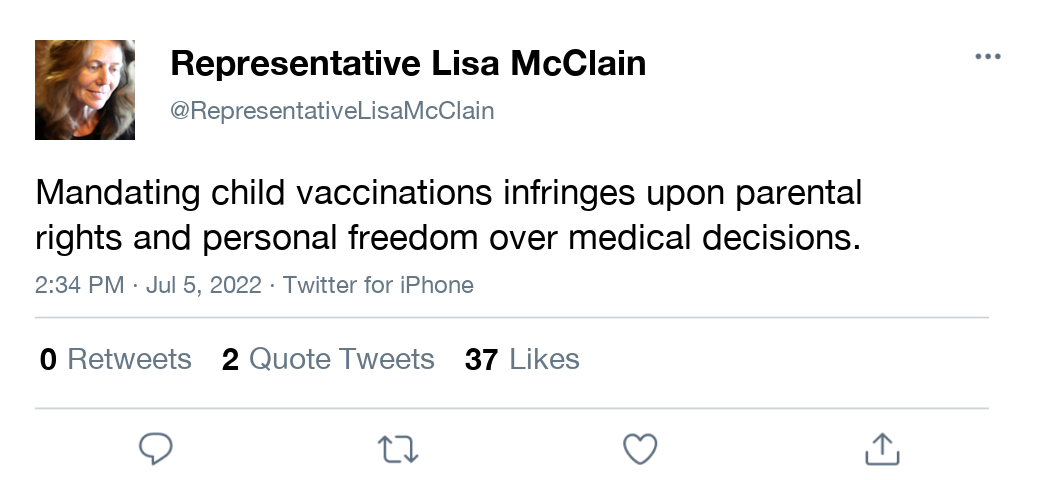 Representative Lisa McClain
@RepresentativeLisaMcClain
Mandating child vaccinations infringes upon parental
rights and personal freedom over medical decisions.
2:34 PM · Jul 5, 2022 · Twitter for iPhone
0 Retweets 2 Quote Tweets 37 Likes